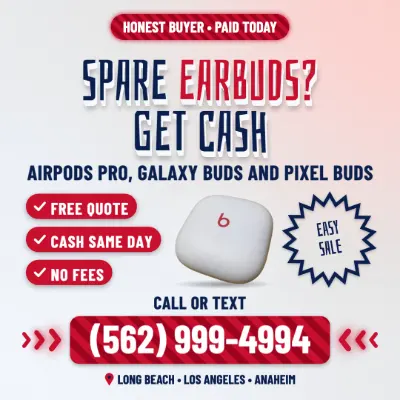 HONEST BUYER • PAID TODAY
SPARE EARBUDS?
GET CASH
AIRPODS PRO, GALAXY BUDS AND PIXEL BUDS
FREE QUOTE
CASH SAME DAY
NO FEES
b
EASY
SALE
CALL OR TEXT
(562) 999-4994
LONG BEACH • LOS ANGELES • ANAHEIM